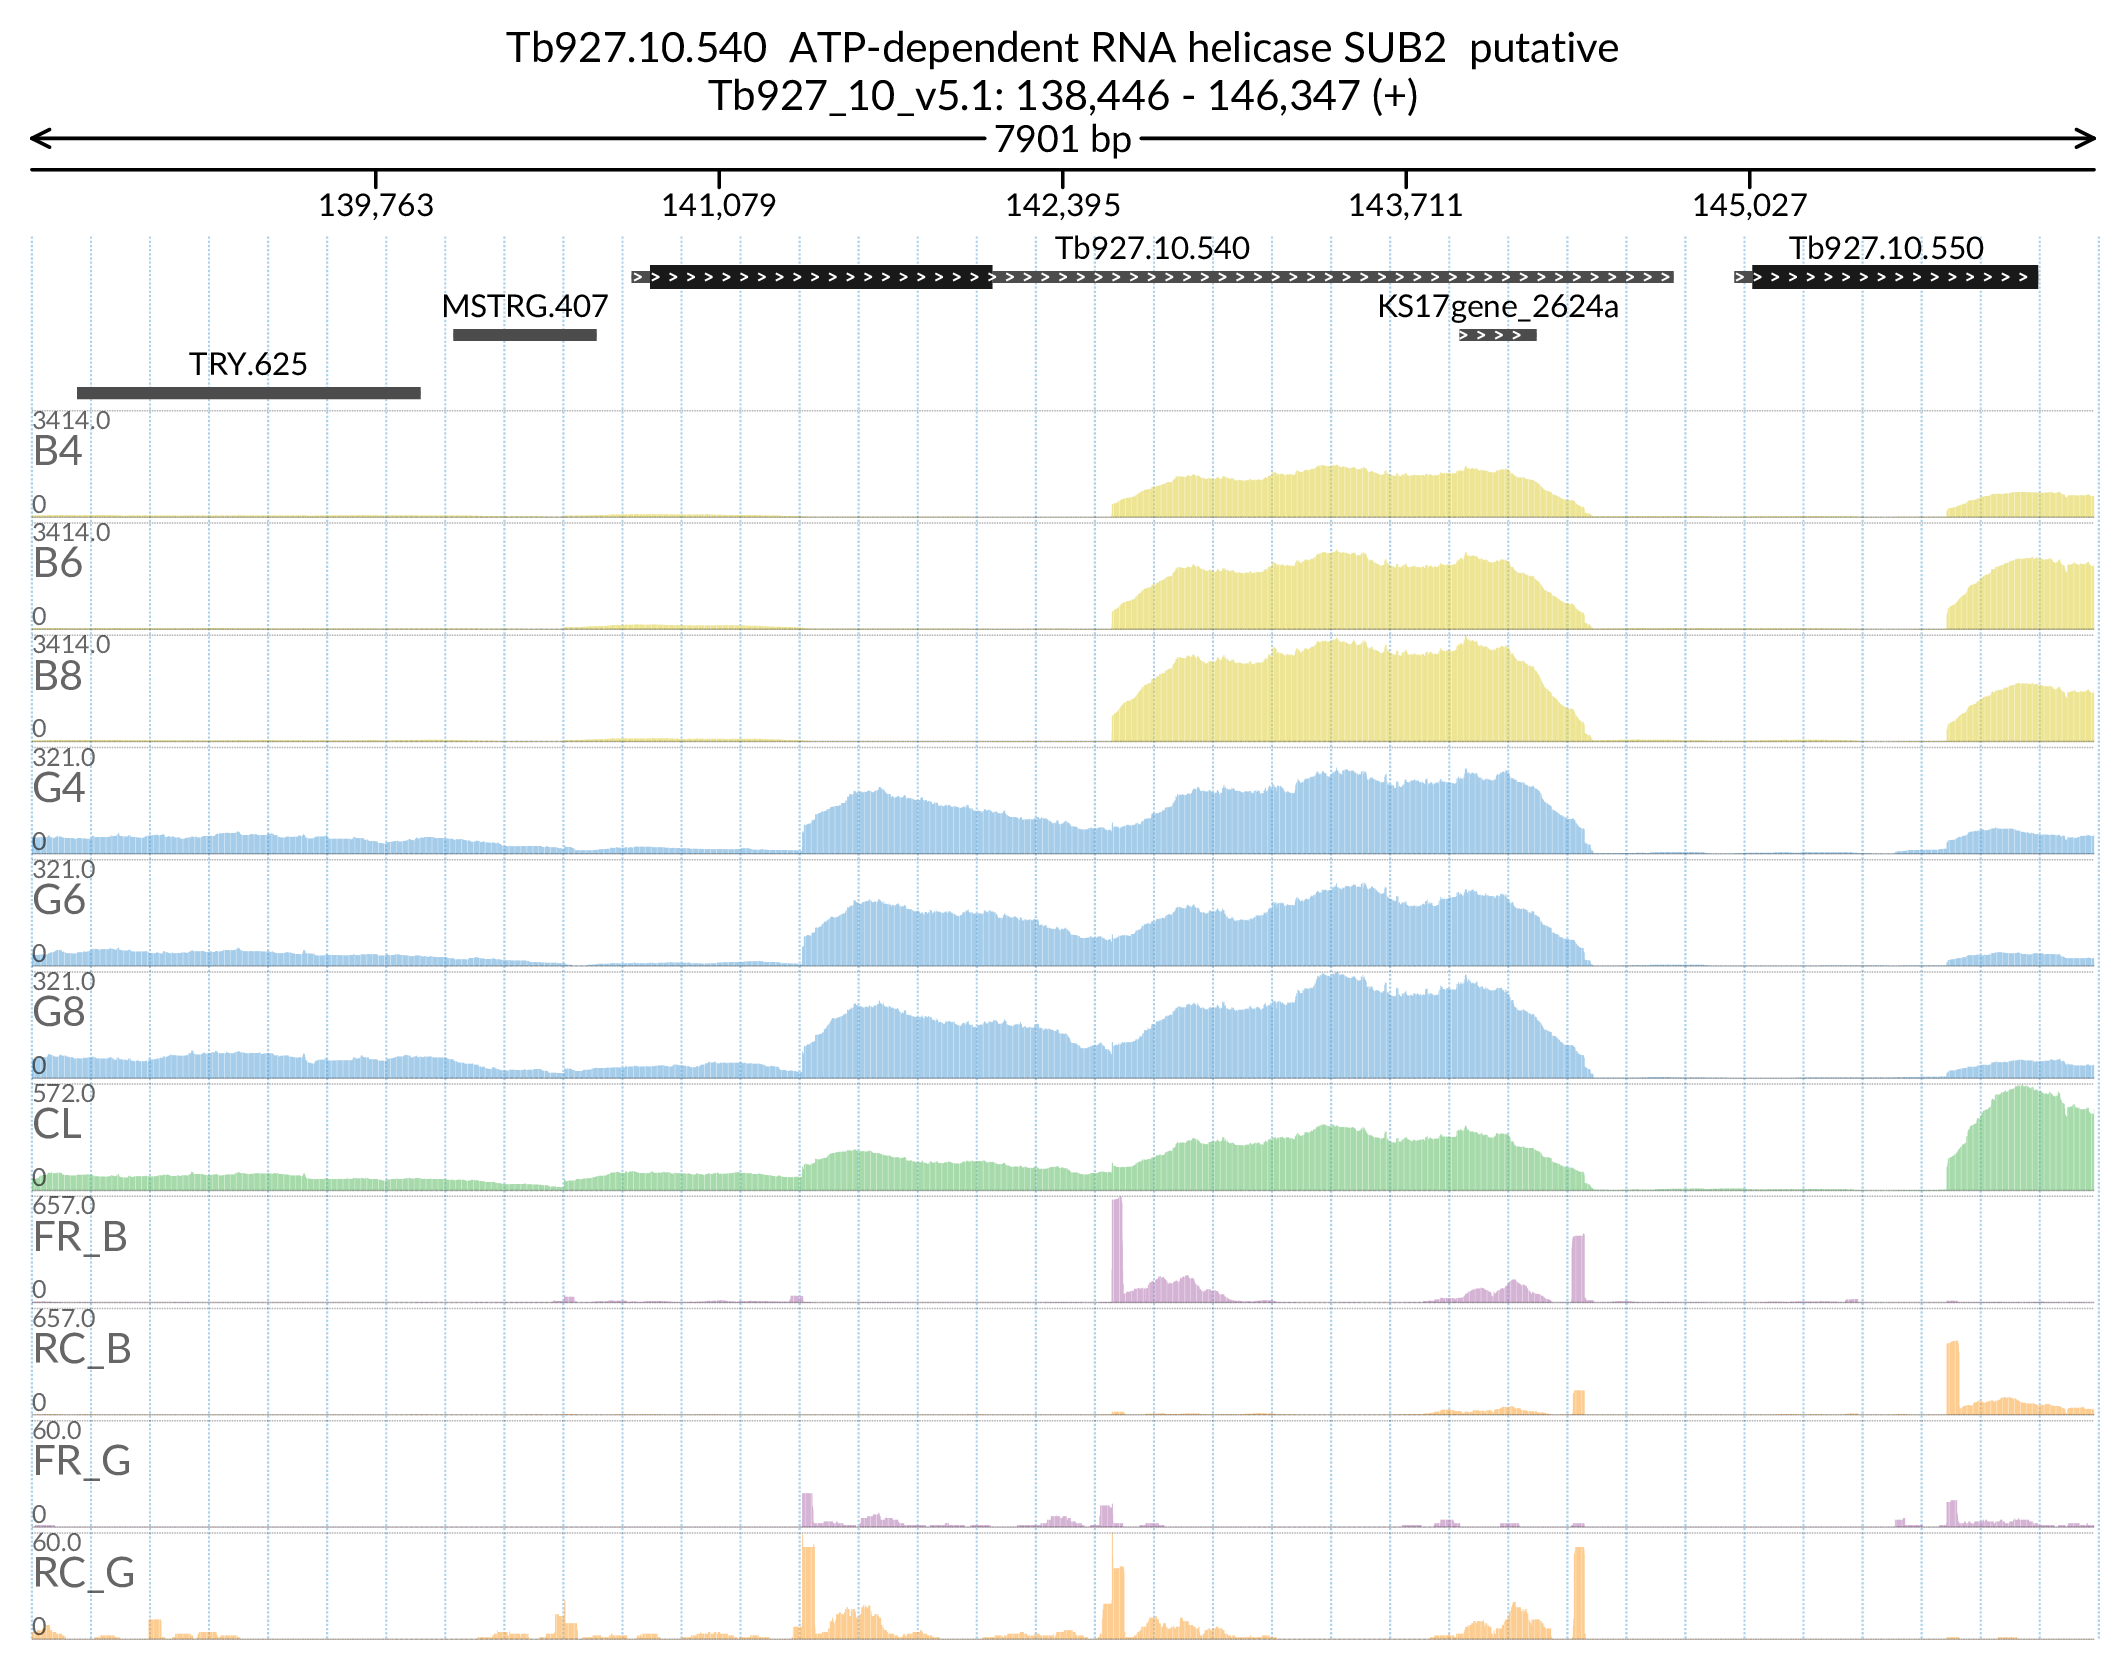 Tb927.10.540  ATP-dependent RNA helicase SUB2  putative
Tb927_10_v5.1: 138,446 - 146,347 (+)
7901 bp
139,763 141,079 142,395 143,711 145,027
Tb927.10.540 Tb927.10.550
MSTRG.407 KS17gene_2624a
TRY.625
3414.0
B4
0
3414.0
B6
0
3414.0
B8
0
321.0
G4
0
321.0
G6
0
321.0
G8
0
572.0
CL
0
657.0
FR_B
0
657.0
RC_B
0
60.0
FR_G
0
60.0
RC_G
0